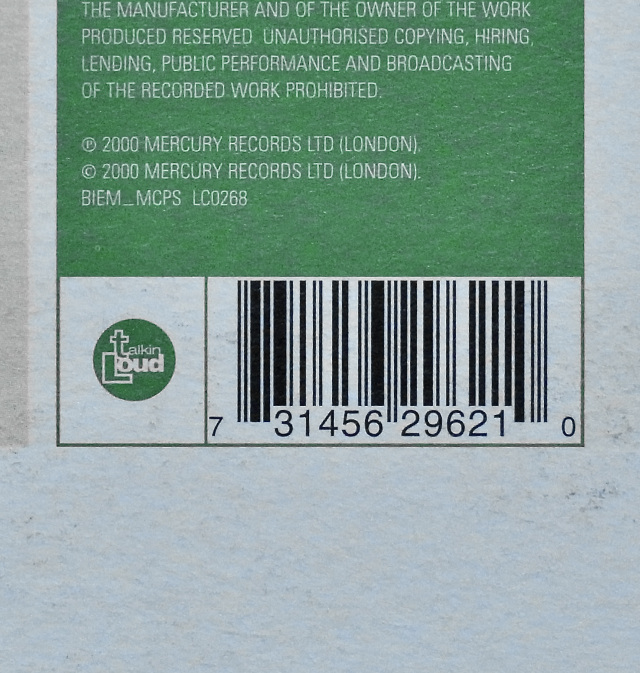 THE MANUFACTURER AND OF THE OWNER OF THE WORK
PRODUCED RESERVED. UNAUTHORISED COPYING, HIRING,
LENDING, PUBLIC PERFORMANCE AND BROADCASTING
OF THE RECORDED WORK PROHIBITED.
℗ 2000 MERCURY RECORDS LTD (LONDON).
© 2000 MERCURY RECORDS LTD (LONDON).
BIEM_MCPS LC0268
talkin
Loud
7 31456 29621 0